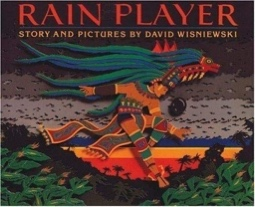 RAIN PLAYER
STORY AND PICTURES BY DAVID WISNIEWSKI